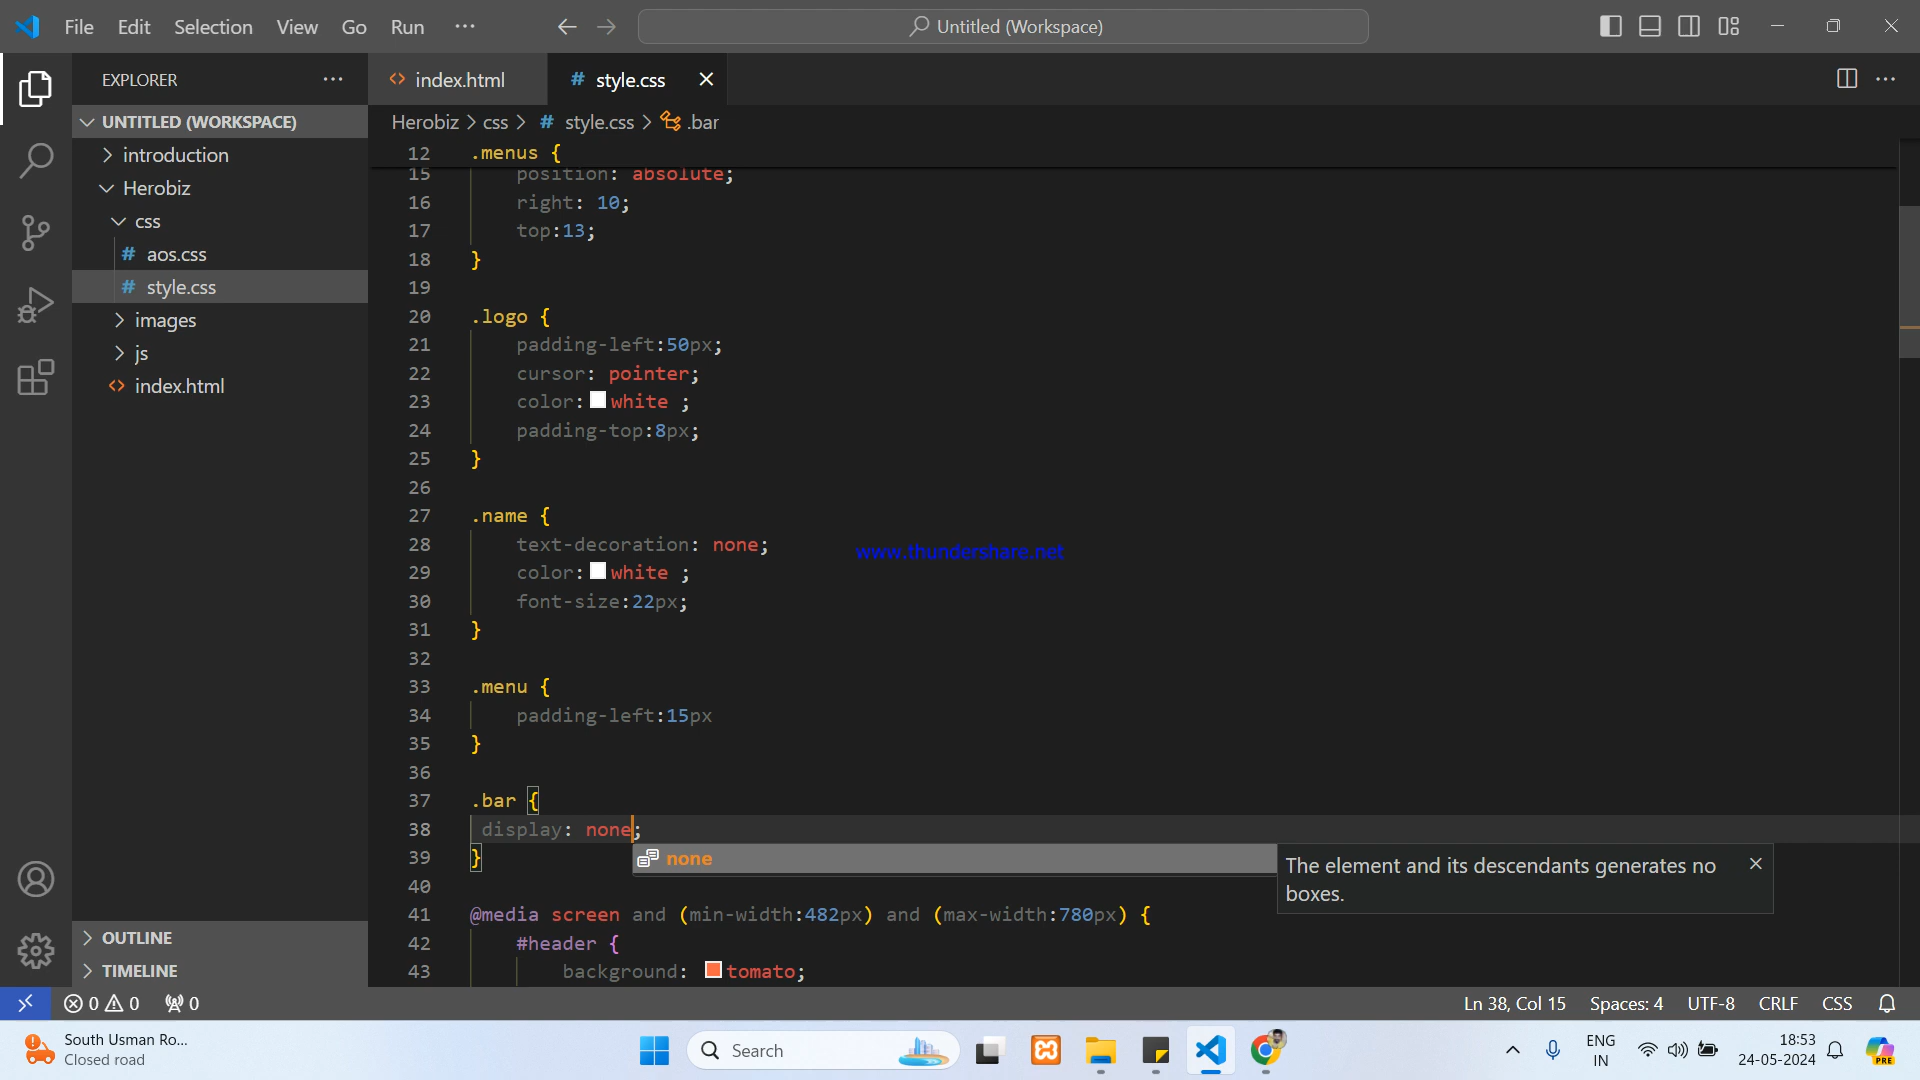 File Edit Selection View Go Run ··· Untitled (Workspace)
EXPLORER ···
UNTITLED (WORKSPACE)
introduction
Herobiz
css
# aos.css
# style.css
images
js
<> index.html
OUTLINE
TIMELINE
<> index.html # style.css
Herobiz > css > # style.css > .bar
12 .menus {
15 position: absolute;
16 right: 10;
17 top:13;
18 }
19
20 .logo {
21 padding-left:50px;
22 cursor: pointer;
23 color: white ;
24 padding-top:8px;
25 }
26
27 .name {
28 text-decoration: none;
29 color: white ;
30 font-size:22px;
31 }
32
33 .menu {
34 padding-left:15px
35 }
36
37 .bar {
38 display: none;
39 }
none
The element and its descendants generates no
boxes.
40
41 @media screen and (min-width:482px) and (max-width:780px) {
42 #header {
43 background: tomato;
www.thundershare.net
0 0 0 Ln 38, Col 15 Spaces: 4 UTF-8 CRLF CSS
South Usman Ro...
Closed road
Search
ENG
IN
18:53
24-05-2024
PRE